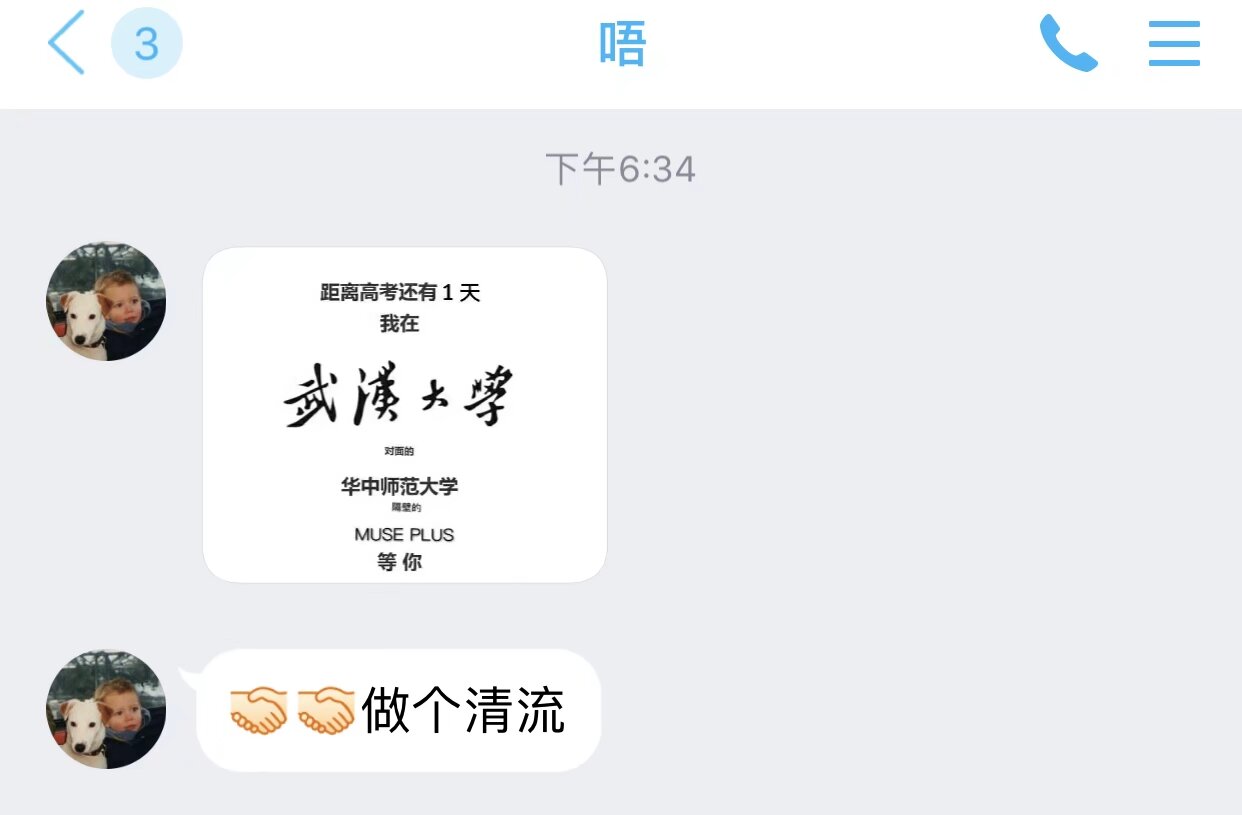 3
唔
下午6:34
距离高考还有1天
我在
武漢大學
对面的
华中师范大学
隔壁的
MUSE PLUS
等你
🤝🏻🤝🏻做个清流